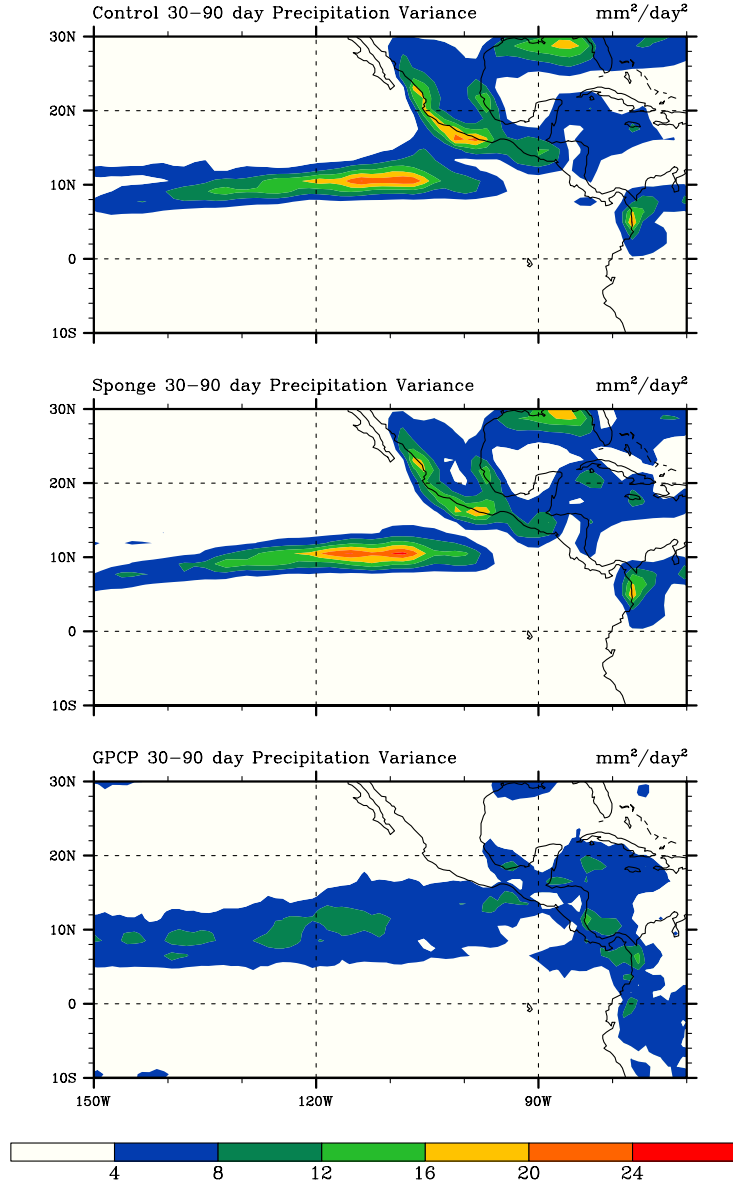 Control 30−90 day Precipitation Variance mm²/day²
30N
20N
10N
0
10S
Sponge 30−90 day Precipitation Variance mm²/day²
30N
20N
10N
0
10S
GPCP 30−90 day Precipitation Variance mm²/day²
30N
20N
10N
0
10S
150W 120W 90W
4 8 12 16 20 24